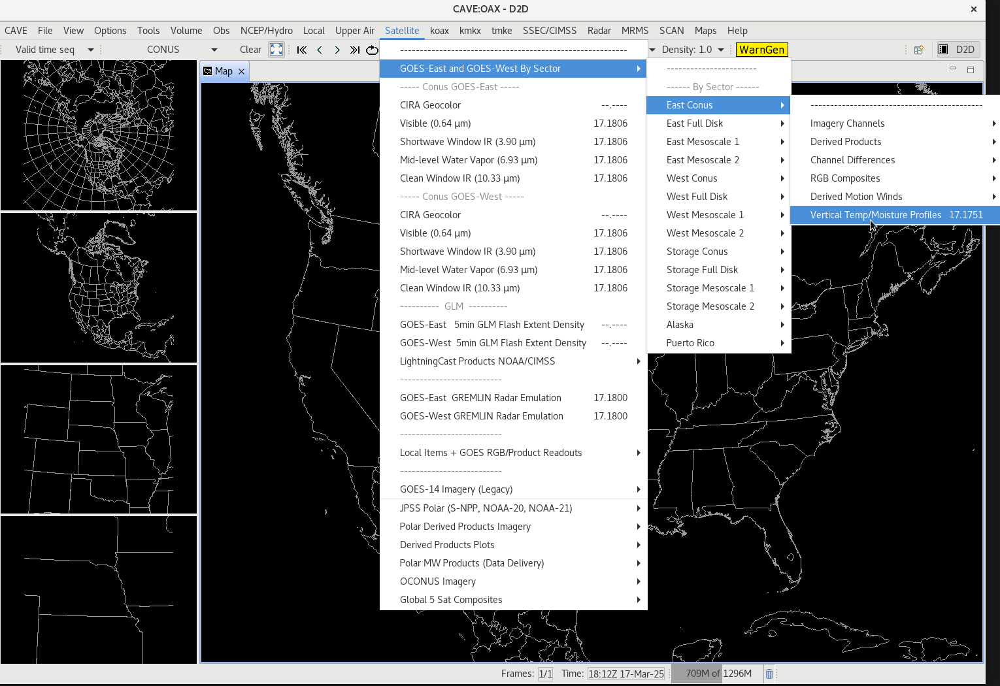 CAVE:OAX - D2D
CAVE File View Options Tools Volume Obs NCEP/Hydro Local Upper Air Satellite koax kmkx tmke SSEC/CIMSS Radar MRMS SCAN Maps Help
Valid time seq CONUS Clear Density: 1.0 WarnGen D2D
Map
----------------------------------------------------------
GOES-East and GOES-West By Sector
----- Conus GOES-East -----
CIRA Geocolor --.----
Visible (0.64 µm) 17.1806
Shortwave Window IR (3.90 µm) 17.1806
Mid-level Water Vapor (6.93 µm) 17.1806
Clean Window IR (10.33 µm) 17.1806
----- Conus GOES-West -----
CIRA Geocolor --.----
Visible (0.64 µm) 17.1806
Shortwave Window IR (3.90 µm) 17.1806
Mid-level Water Vapor (6.93 µm) 17.1806
Clean Window IR (10.33 µm) 17.1806
---------- GLM ----------
GOES-East 5min GLM Flash Extent Density --.----
GOES-West 5min GLM Flash Extent Density --.----
LightningCast Products NOAA/CIMSS
--------------------------
GOES-East GREMLIN Radar Emulation 17.1800
GOES-West GREMLIN Radar Emulation 17.1800
--------------------------
Local Items + GOES RGB/Product Readouts
--------------------------
GOES-14 Imagery (Legacy)
JPSS Polar (S-NPP, NOAA-20, NOAA-21)
Polar Derived Products Imagery
Derived Products Plots
Polar MW Products (Data Delivery)
OCONUS Imagery
Global 5 Sat Composites
-----------------------
------ By Sector ------
East Conus
East Full Disk
East Mesoscale 1
East Mesoscale 2
West Conus
West Full Disk
West Mesoscale 1
West Mesoscale 2
Storage Conus
Storage Full Disk
Storage Mesoscale 1
Storage Mesoscale 2
Alaska
Puerto Rico
--------------------------------------------
Imagery Channels
Derived Products
Channel Differences
RGB Composites
Derived Motion Winds
Vertical Temp/Moisture Profiles 17.1751
Frames: 1/1 Time: 18:12Z 17-Mar-25 709M of 1296M